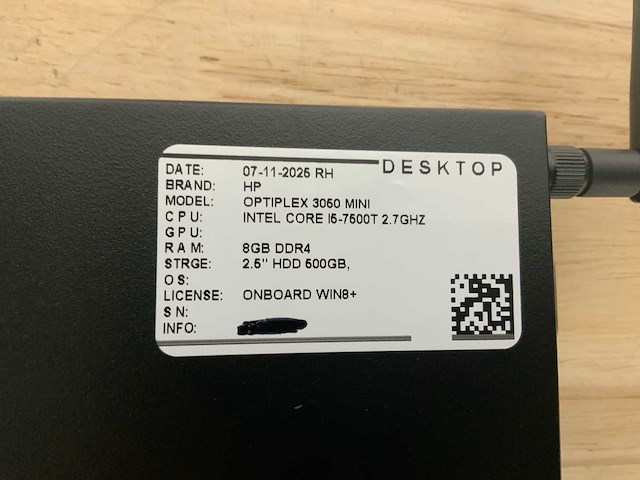 DESKTOP
DATE: 07-11-2025 RH
BRAND: HP
MODEL: OPTIPLEX 3050 MINI
CPU: INTEL CORE I5-7500T 2.7GHZ
GPU:
RAM: 8GB DDR4
STRGE: 2.5" HDD 500GB,
OS:
LICENSE: ONBOARD WIN8+
SN:
INFO: